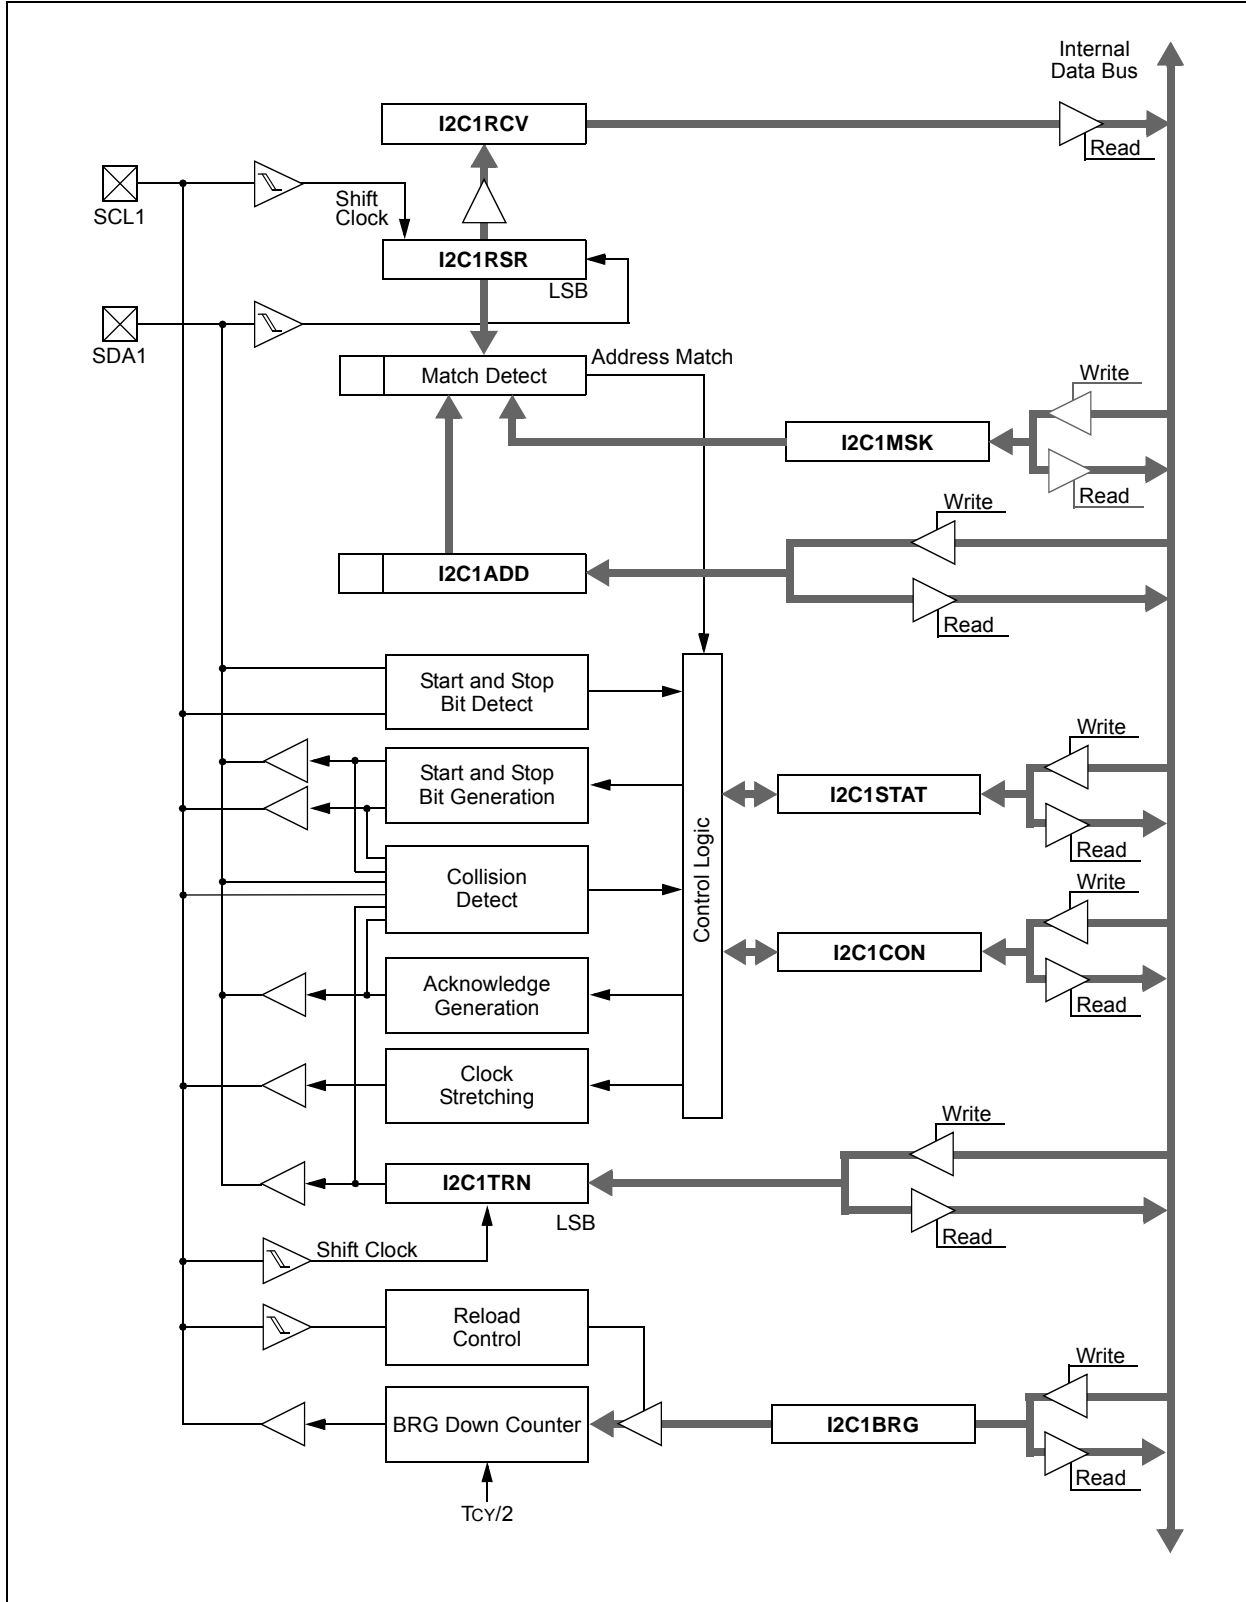 Internal
Data Bus
I2C1RCV
Read
SCL1
Shift
Clock
I2C1RSR
LSB
SDA1
Address Match
Match Detect
Write
I2C1MSK
Read
Write
I2C1ADD
Read
Start and Stop
Bit Detect
Write
Start and Stop
Bit Generation
I2C1STAT
Read
Control Logic
Collision
Detect
Write
I2C1CON
Read
Acknowledge
Generation
Clock
Stretching
Write
I2C1TRN
LSB
Read
Shift Clock
Reload
Control
Write
BRG Down Counter
I2C1BRG
Read
TCY/2